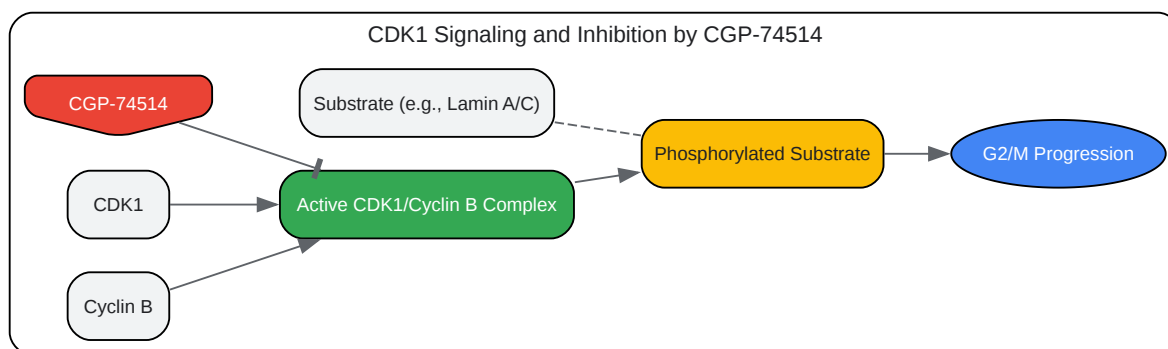 CDK1 Signaling and Inhibition by CGP-74514
CGP-74514
Substrate (e.g., Lamin A/C)
Phosphorylated Substrate
G2/M Progression
CDK1
Active CDK1/Cyclin B Complex
Cyclin B